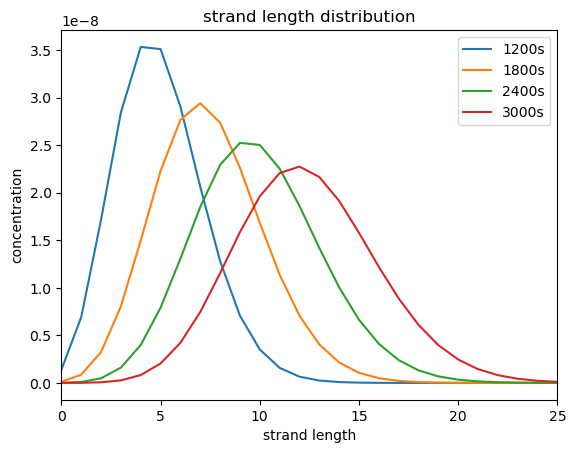 strand length distribution
1e−8
3.5
3.0
2.5
2.0
1.5
1.0
0.5
0.0
concentration
1200s
1800s
2400s
3000s
0 5 10 15 20 25
strand length